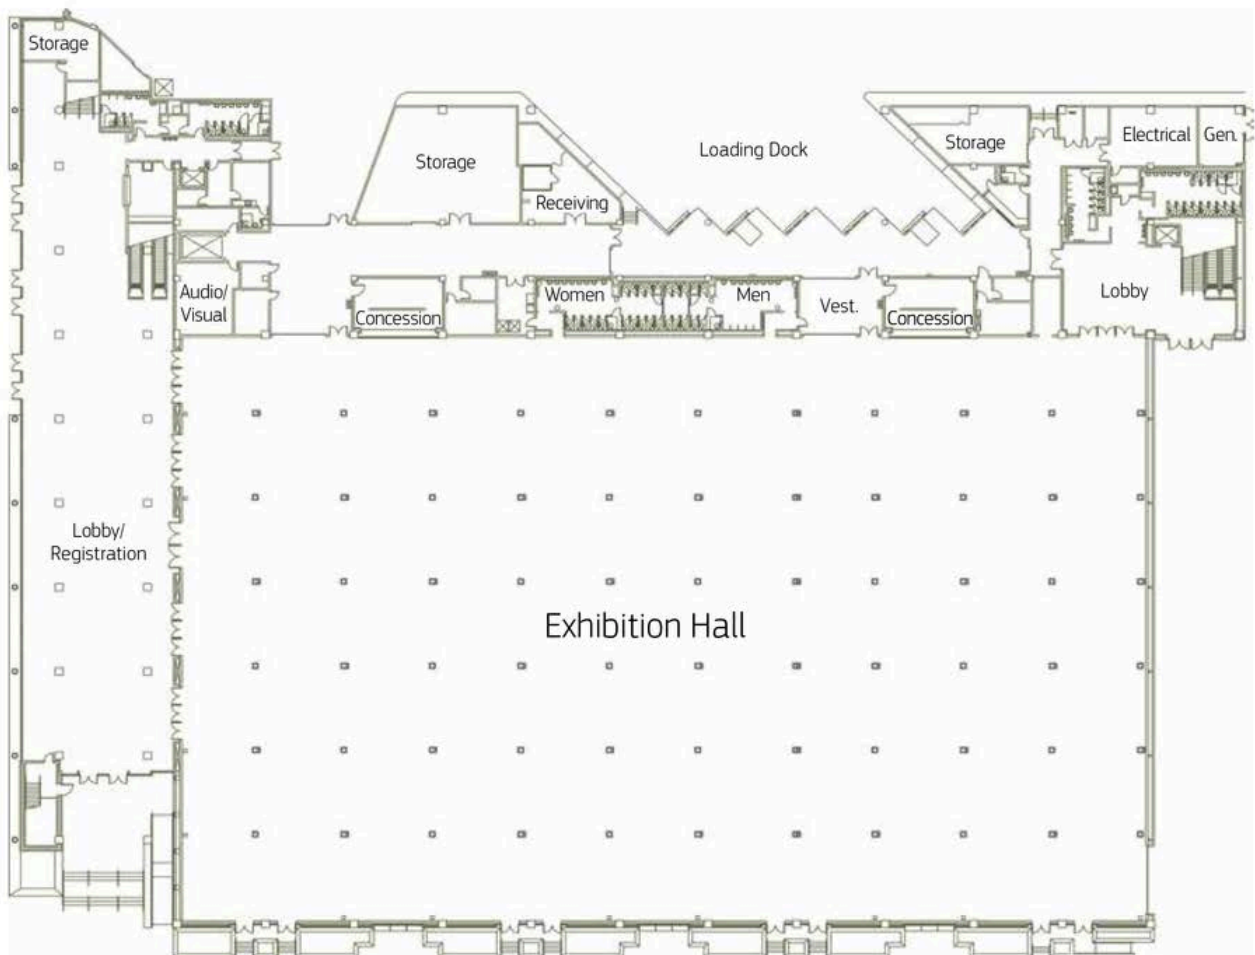 Storage
Storage
Loading Dock
Storage
Electrical
Gen.
Receiving
Audio/
Visual
Concession
Women
Men
Vest.
Concession
Lobby
Lobby/
Registration
Exhibition Hall